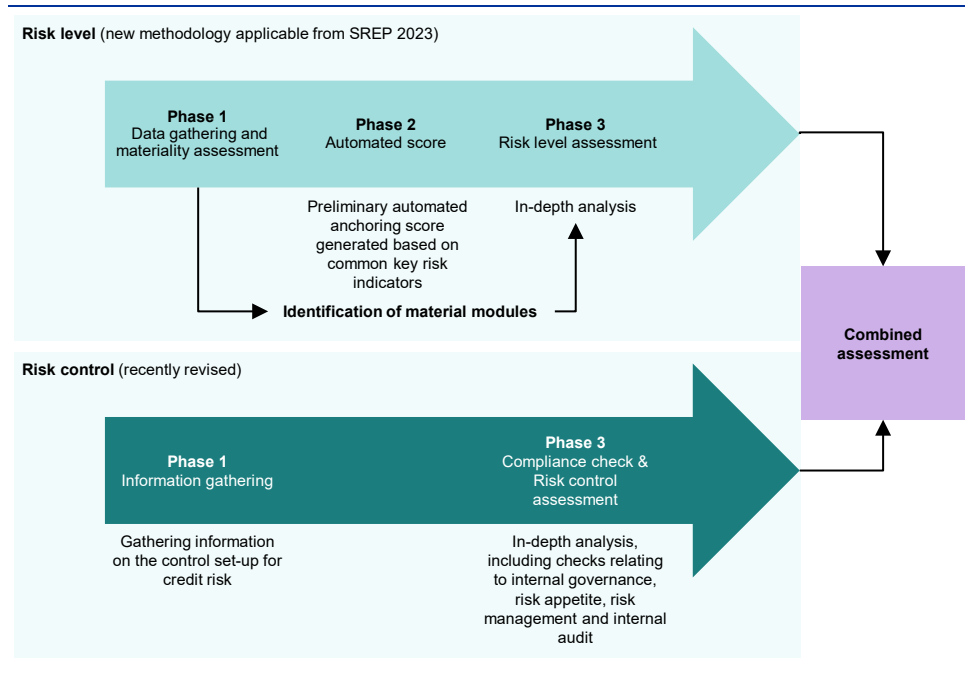 Risk level (new methodology applicable from SREP 2023)
Phase 1
Data gathering and
materiality assessment
Phase 2
Automated score
Phase 3
Risk level assessment
Preliminary automated
anchoring score
generated based on
common key risk
indicators
In-depth analysis
Identification of material modules
Combined
assessment
Risk control (recently revised)
Phase 1
Information gathering
Phase 3
Compliance check &
Risk control
assessment
Gathering information
on the control set-up for
credit risk
In-depth analysis,
including checks relating
to internal governance,
risk appetite, risk
management and internal
audit